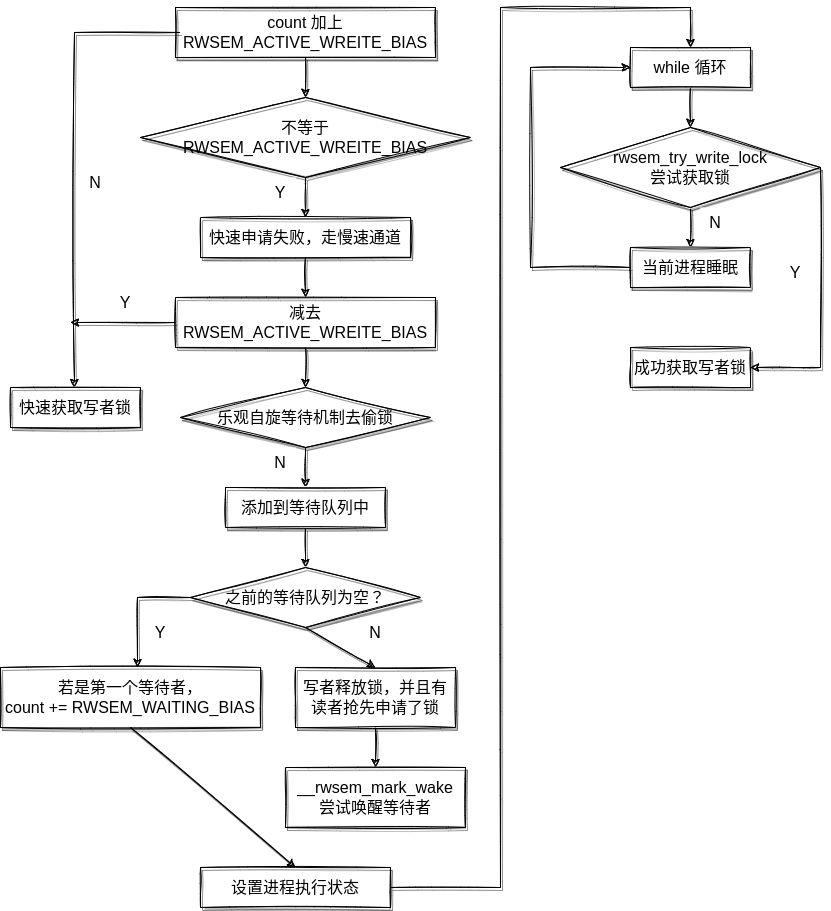 count 加上
RWSEM_ACTIVE_WREITE_BIAS
不等于
RWSEM_ACTIVE_WREITE_BIAS
N
Y
快速申请失败，走慢速通道
减去
RWSEM_ACTIVE_WREITE_BIAS
Y
快速获取写者锁
乐观自旋等待机制去偷锁
N
添加到等待队列中
之前的等待队列为空？
Y
N
若是第一个等待者，
count += RWSEM_WAITING_BIAS
写者释放锁，并且有
读者抢先申请了锁
__rwsem_mark_wake
尝试唤醒等待者
设置进程执行状态
while 循环
rwsem_try_write_lock
尝试获取锁
N
当前进程睡眠
Y
成功获取写者锁